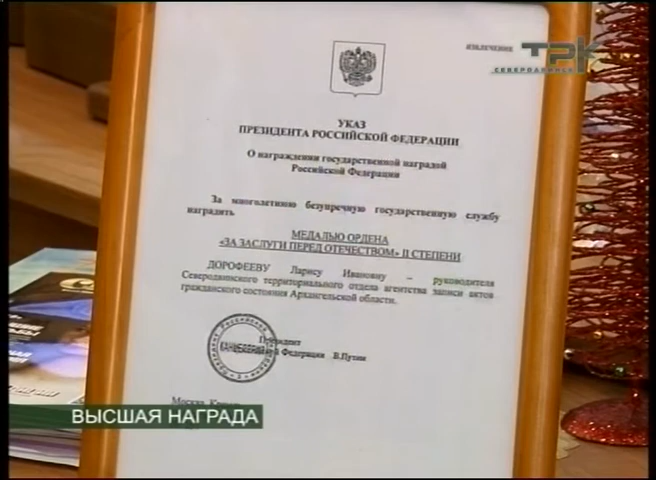 ИЗВЛЕЧЕНИЕ
ТРК
СЕВЕРОДВИНСК
УКАЗ
ПРЕЗИДЕНТА РОССИЙСКОЙ ФЕДЕРАЦИИ
О награждении государственной наградой
Российской Федерации
За многолетнюю безупречную государственную службу
наградить
МЕДАЛЬЮ ОРДЕНА
«ЗА ЗАСЛУГИ ПЕРЕД ОТЕЧЕСТВОМ» II СТЕПЕНИ
ДОРОФЕЕВУ Ларису Ивановну – руководителя
Северодвинского территориального отдела агентства записи актов
гражданского состояния Архангельской области.
Президент
Российской Федерации В.Путин
Москва, Кремль
ВЫСШАЯ НАГРАДА